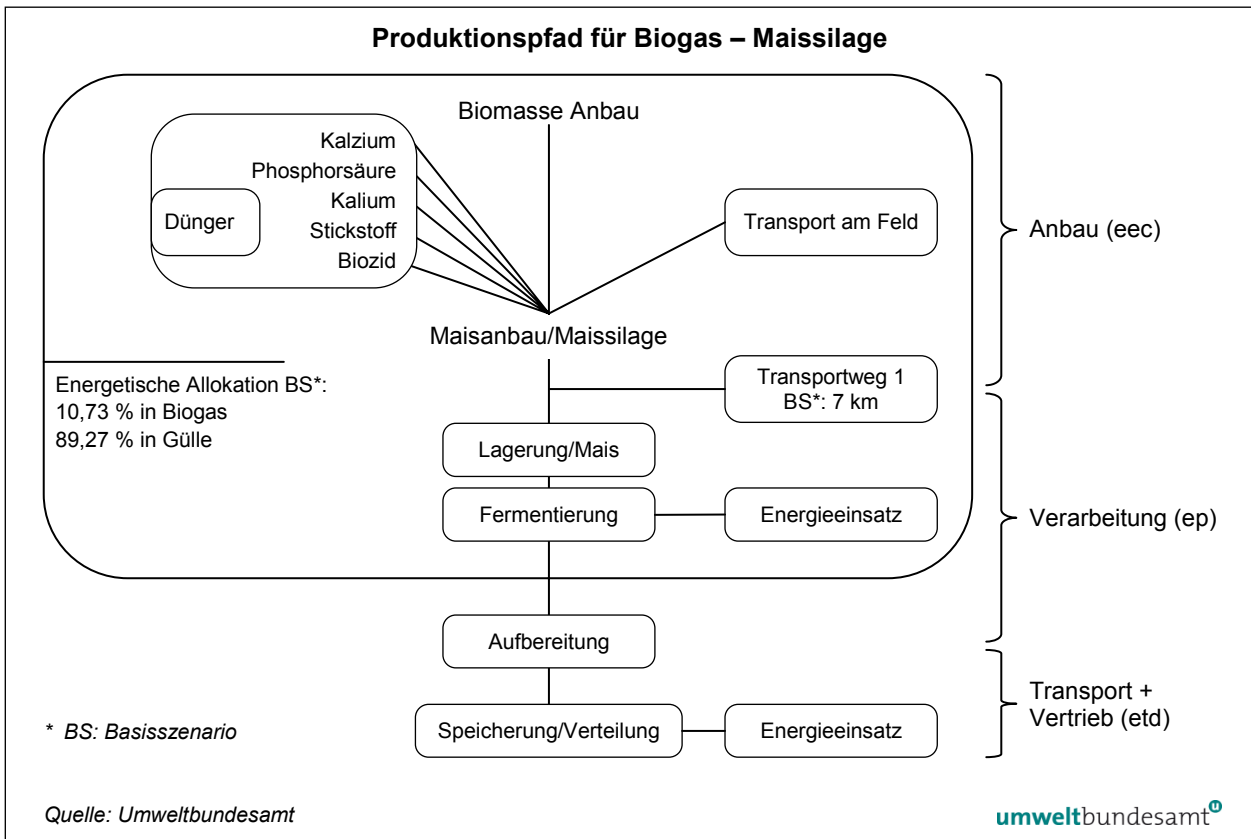 Produktionspfad für Biogas – Maissilage
Biomasse Anbau
Kalzium
Phosphorsäure
Kalium
Stickstoff
Biozid
Dünger
Transport am Feld
Anbau (eec)
Maisanbau/Maissilage
Energetische Allokation BS*:
10,73 % in Biogas
89,27 % in Gülle
Transportweg 1
BS*: 7 km
Lagerung/Mais
Fermentierung
Energieeinsatz
Verarbeitung (ep)
Aufbereitung
Transport +
Vertrieb (etd)
Speicherung/Verteilung
Energieeinsatz
* BS: Basisszenario
Quelle: Umweltbundesamt
umweltbundesamt